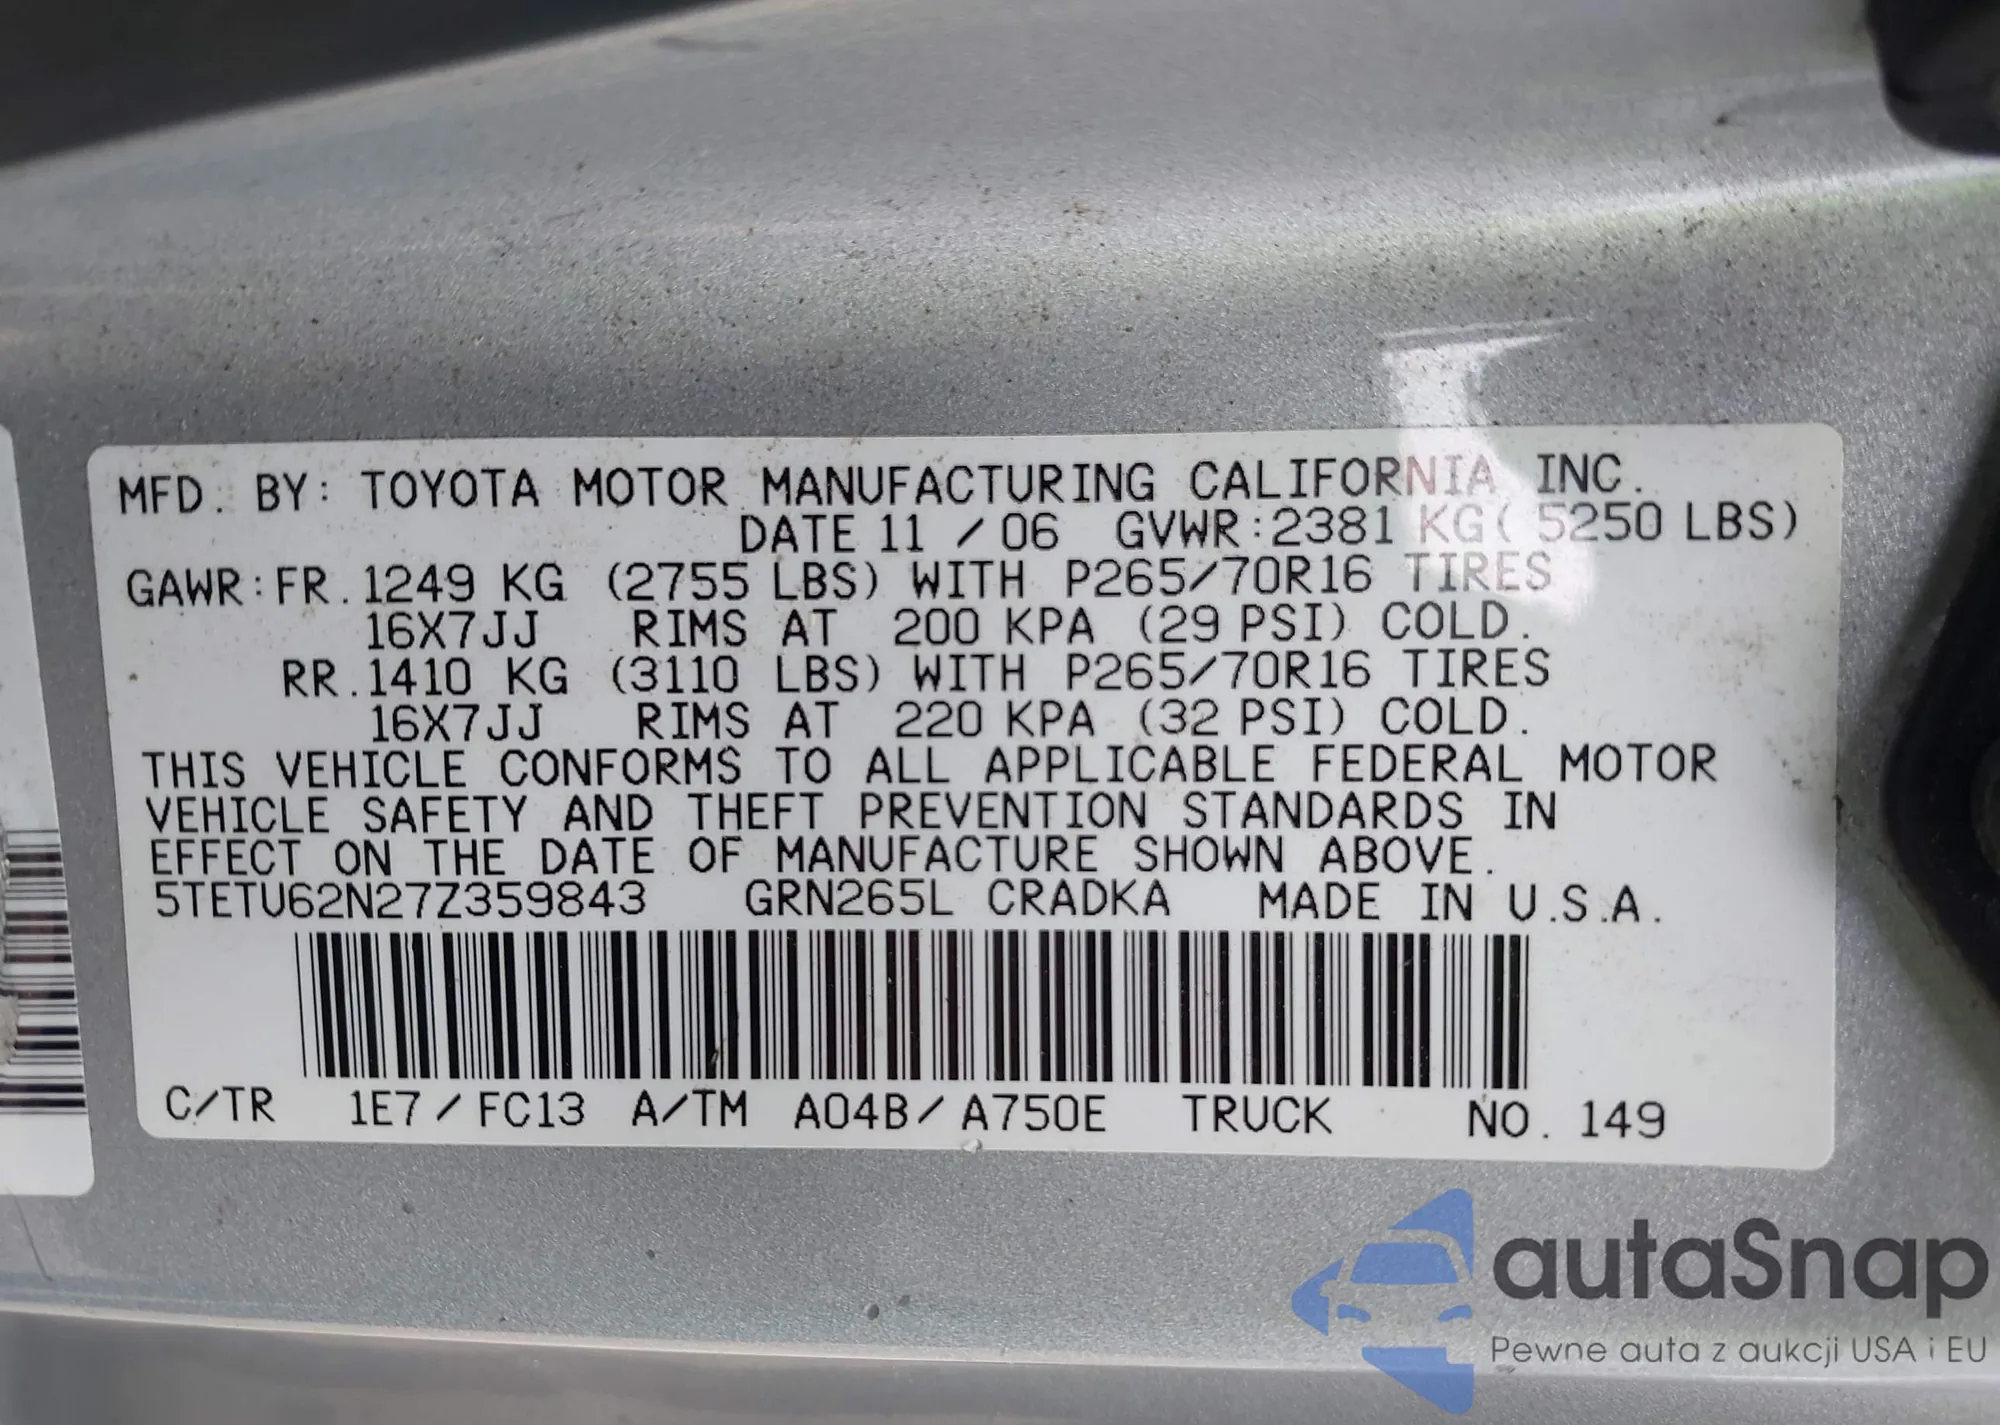 MFD. BY: TOYOTA MOTOR MANUFACTURING CALIFORNIA INC.
DATE 11 / 06 GVWR:2381 KG( 5250 LBS)
GAWR:FR. 1249 KG (2755 LBS) WITH P265/70R16 TIRES
16X7JJ RIMS AT 200 KPA (29 PSI) COLD.
RR. 1410 KG (3110 LBS) WITH P265/70R16 TIRES
16X7JJ RIMS AT 220 KPA (32 PSI) COLD.
THIS VEHICLE CONFORMS TO ALL APPLICABLE FEDERAL MOTOR
VEHICLE SAFETY AND THEFT PREVENTION STANDARDS IN
EFFECT ON THE DATE OF MANUFACTURE SHOWN ABOVE.
5TETU62N27Z359843 GRN265L CRADKA MADE IN U.S.A.
C/TR 1E7 / FC13 A/TM A04B/ A750E TRUCK NO. 149
autaSnap
Pewne auta z aukcji USA i EU